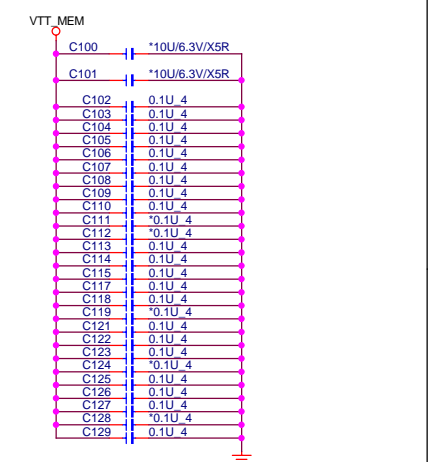 VTT_MEM
C100 *10U/6.3V/X5R
C101 *10U/6.3V/X5R
C102 0.1U_4
C103 0.1U_4
C104 0.1U_4
C105 0.1U_4
C106 0.1U_4
C107 0.1U_4
C108 0.1U_4
C109 0.1U_4
C110 0.1U_4
C111 *0.1U_4
C112 *0.1U_4
C113 0.1U_4
C114 0.1U_4
C115 0.1U_4
C117 0.1U_4
C118 0.1U_4
C119 *0.1U_4
C121 0.1U_4
C122 0.1U_4
C123 0.1U_4
C124 *0.1U_4
C125 0.1U_4
C126 0.1U_4
C127 0.1U_4
C128 *0.1U_4
C129 0.1U_4